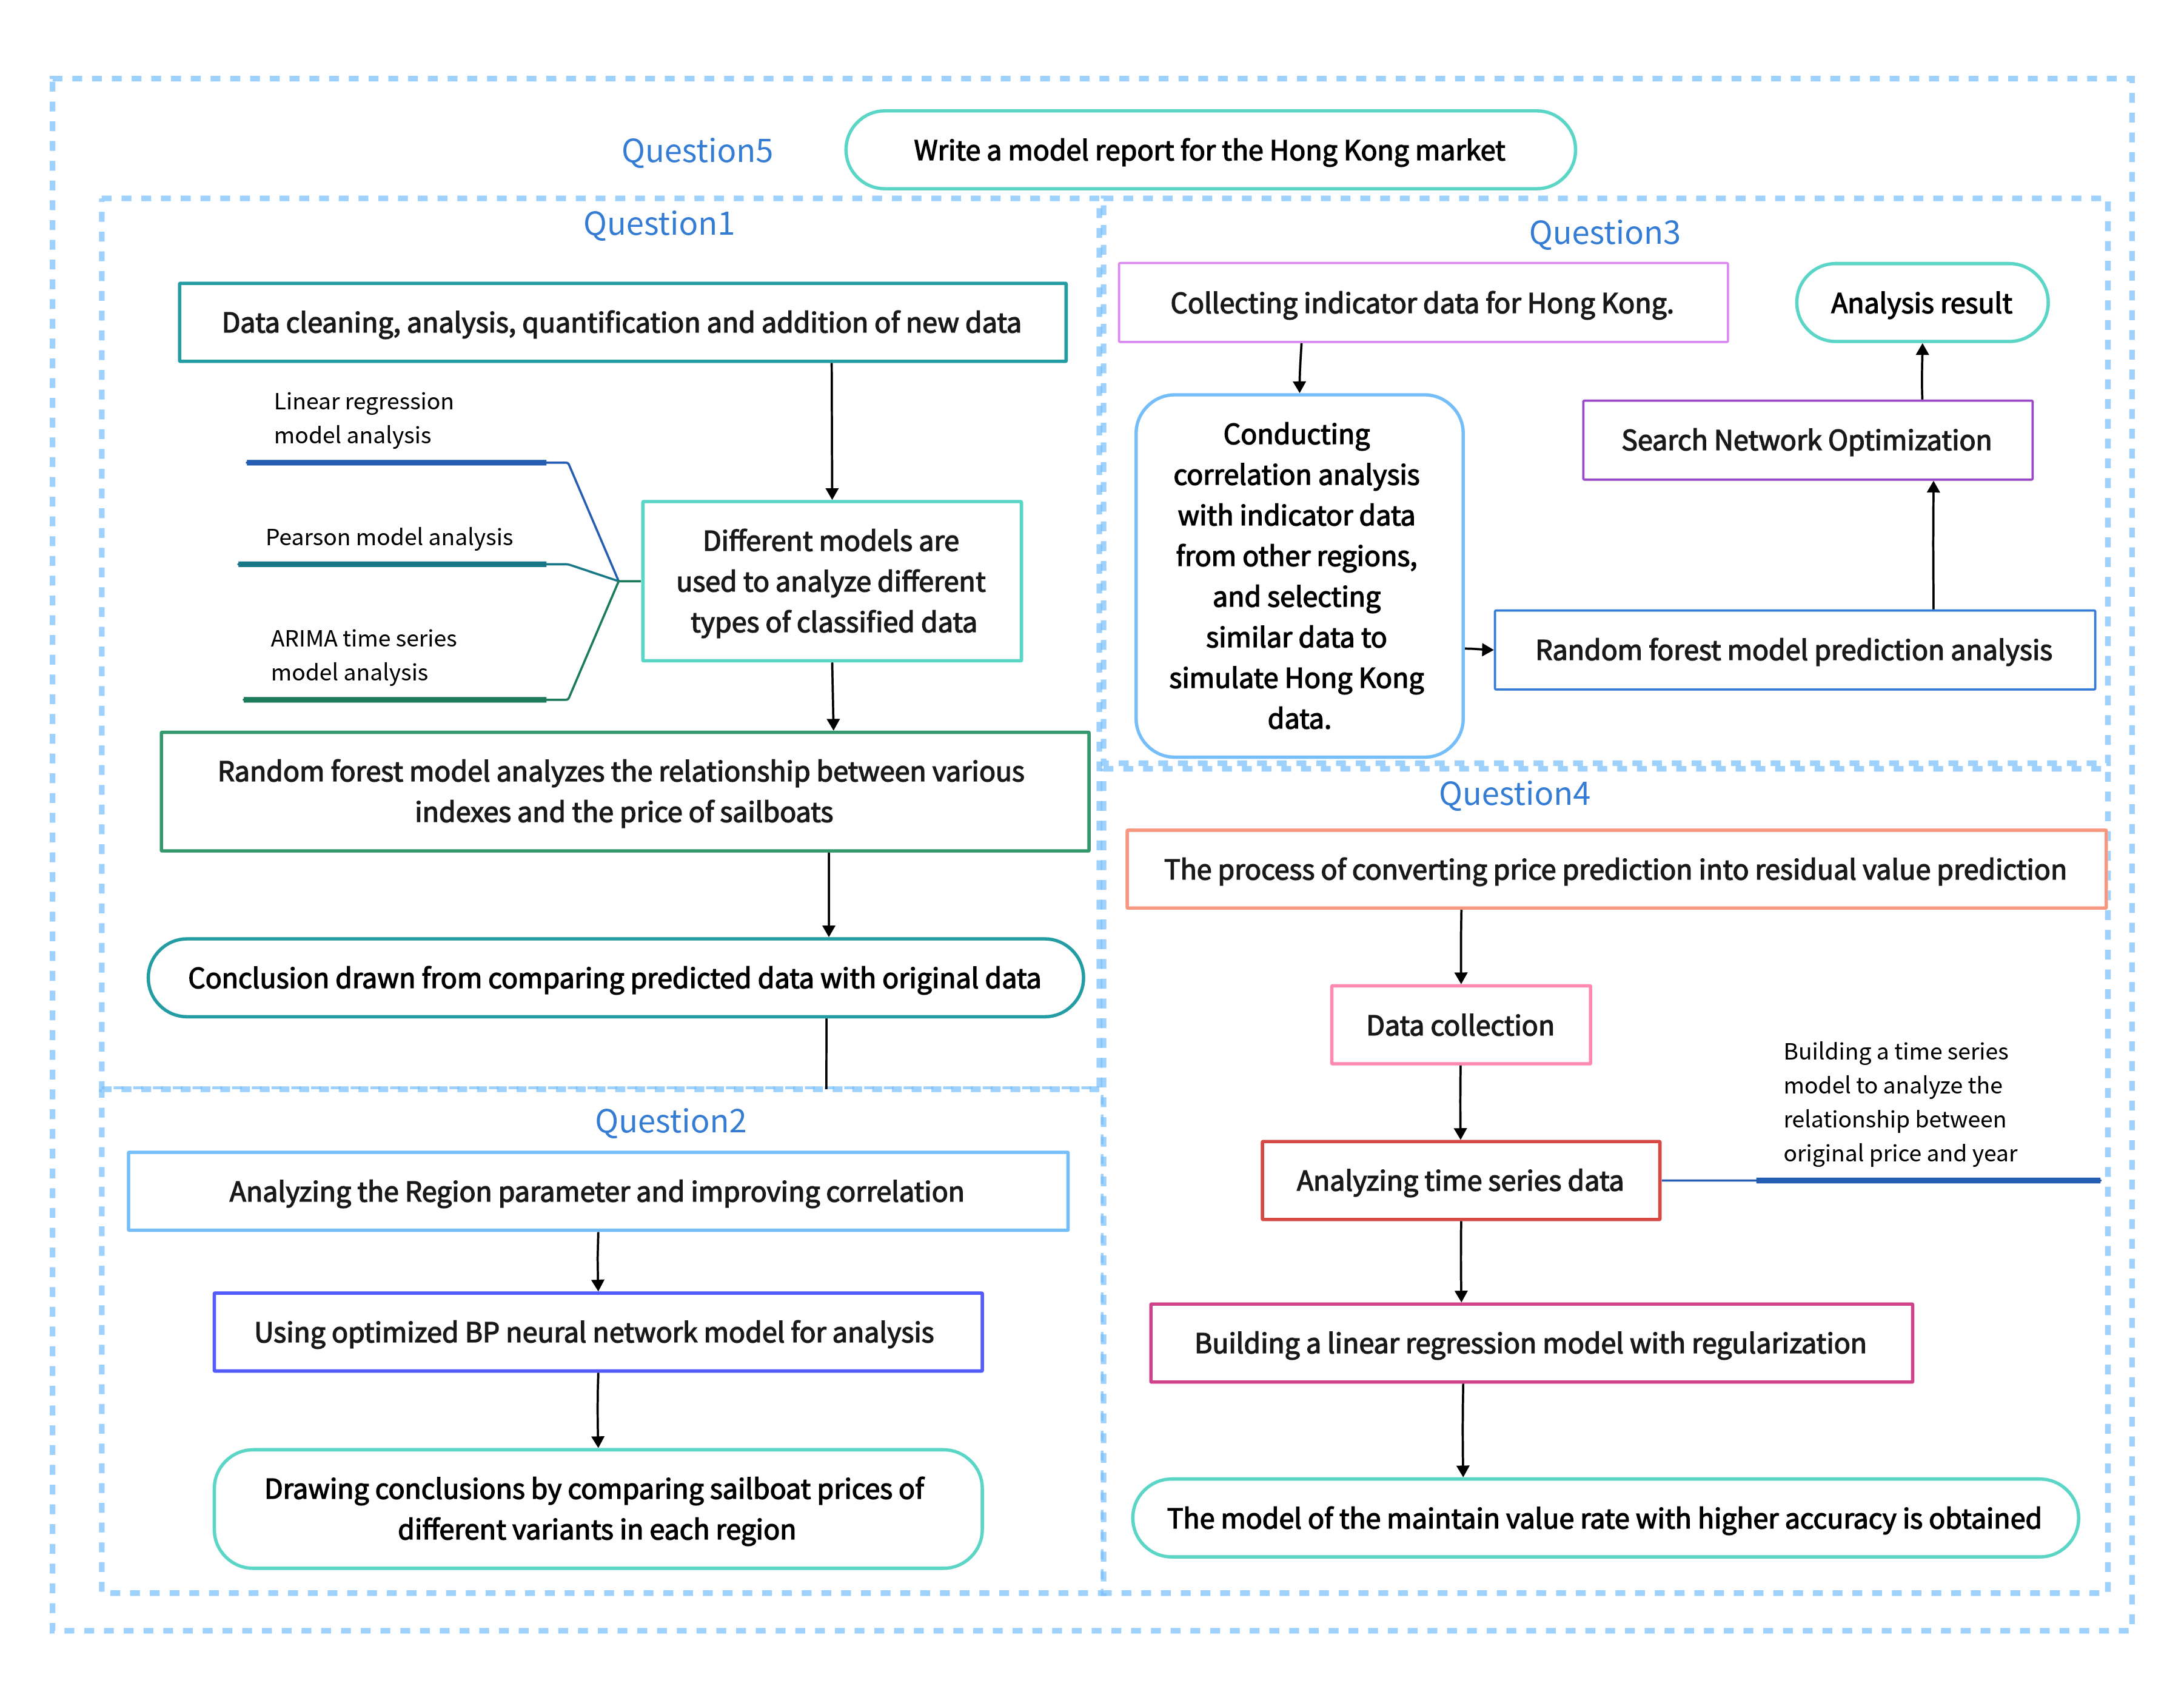 Question5
Write a model report for the Hong Kong market
Question1
Data cleaning, analysis, quantification and addition of new data
Linear regression
model analysis
Pearson model analysis
ARIMA time series
model analysis
Different models are
used to analyze different
types of classified data
Random forest model analyzes the relationship between various
indexes and the price of sailboats
Conclusion drawn from comparing predicted data with original data
Question2
Analyzing the Region parameter and improving correlation
Using optimized BP neural network model for analysis
Drawing conclusions by comparing sailboat prices of
different variants in each region
Question3
Collecting indicator data for Hong Kong.
Conducting
correlation analysis
with indicator data
from other regions,
and selecting
similar data to
simulate Hong Kong
data.
Random forest model prediction analysis
Search Network Optimization
Analysis result
Question4
The process of converting price prediction into residual value prediction
Data collection
Analyzing time series data
Building a time series
model to analyze the
relationship between
original price and year
Building a linear regression model with regularization
The model of the maintain value rate with higher accuracy is obtained